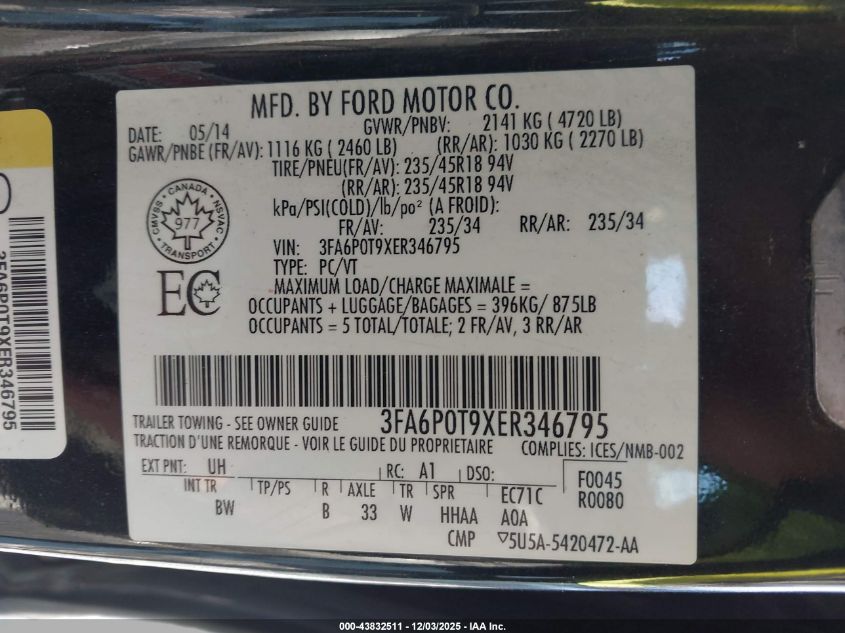 MFD. BY FORD MOTOR CO.
DATE: 05/14 GVWR/PNBV: 2141 KG ( 4720 LB)
GAWR/PNBE (FR/AV): 1116 KG ( 2460 LB) (RR/AR): 1030 KG ( 2270 LB)
TIRE/PNEU(FR/AV): 235/45R18 94V
(RR/AR): 235/45R18 94V
kPa/PSI(COLD)/lb/po² (A FROID):
FR/AV: 235/34 RR/AR: 235/34
VIN: 3FA6P0T9XER346795
TYPE: PC/VT
CANADA
CMVSS 977 NSVAC
TRANSPORT
EC
MAXIMUM LOAD/CHARGE MAXIMALE =
OCCUPANTS + LUGGAGE/BAGAGES = 396KG/ 875LB
OCCUPANTS = 5 TOTAL/TOTALE; 2 FR/AV, 3 RR/AR
TRAILER TOWING - SEE OWNER GUIDE 3FA6P0T9XER346795
TRACTION D'UNE REMORQUE - VOIR LE GUIDE DU PROPRIETAIRE COMPLIES: ICES/NMB-002
EXT PNT: UH RC: A1 DSO: F0045
INT TR TP/PS R AXLE TR SPR EC71C R0080
BW B 33 W HHAA A0A
CMP ▽5U5A-5420472-AA
3FA6P0T9XER346795
000-43832511 - 12/03/2025 - IAA Inc.